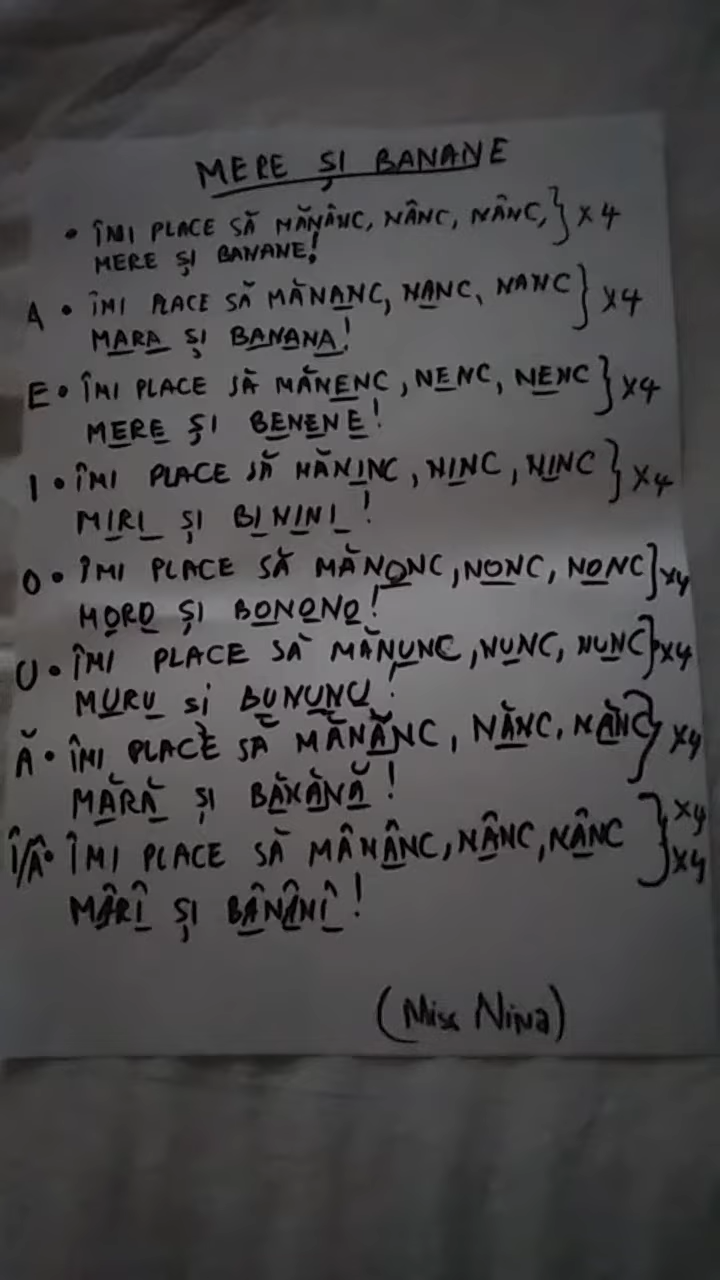 MERE ȘI BANANE
• ÎMI PLACE SĂ MĂNÂNC, NÂNC, NÂNC, } X 4
MERE ȘI BANANE!
A • ÎMI PLACE SĂ MĂNANC, NANC, NANC } X4
MARA ȘI BANANA!
E • ÎMI PLACE SĂ MĂNENC, NENC, NENC } X4
MERE ȘI BENENE!
I • ÎMI PLACE SĂ MĂNINC, NINC, NINC } X4
MIRI ȘI BININI!
O • ÎMI PLACE SĂ MĂNONC, NONC, NONC } X4
MORO ȘI BONONO!
U • ÎMI PLACE SĂ MĂNUNC, NUNC, NUNC } X4
MURU și BUNUNU!
Ă • ÎMI PLACE SĂ MĂNĂNC, NĂNC, NĂNC } X4
MĂRĂ ȘI BĂNĂNĂ!
Î/Â • ÎMI PLACE SĂ MÂNÂNC, NÂNC, NÂNC } X4
X4
MÂRÎ ȘI BÂNÂNÎ!
(Miss Nina)